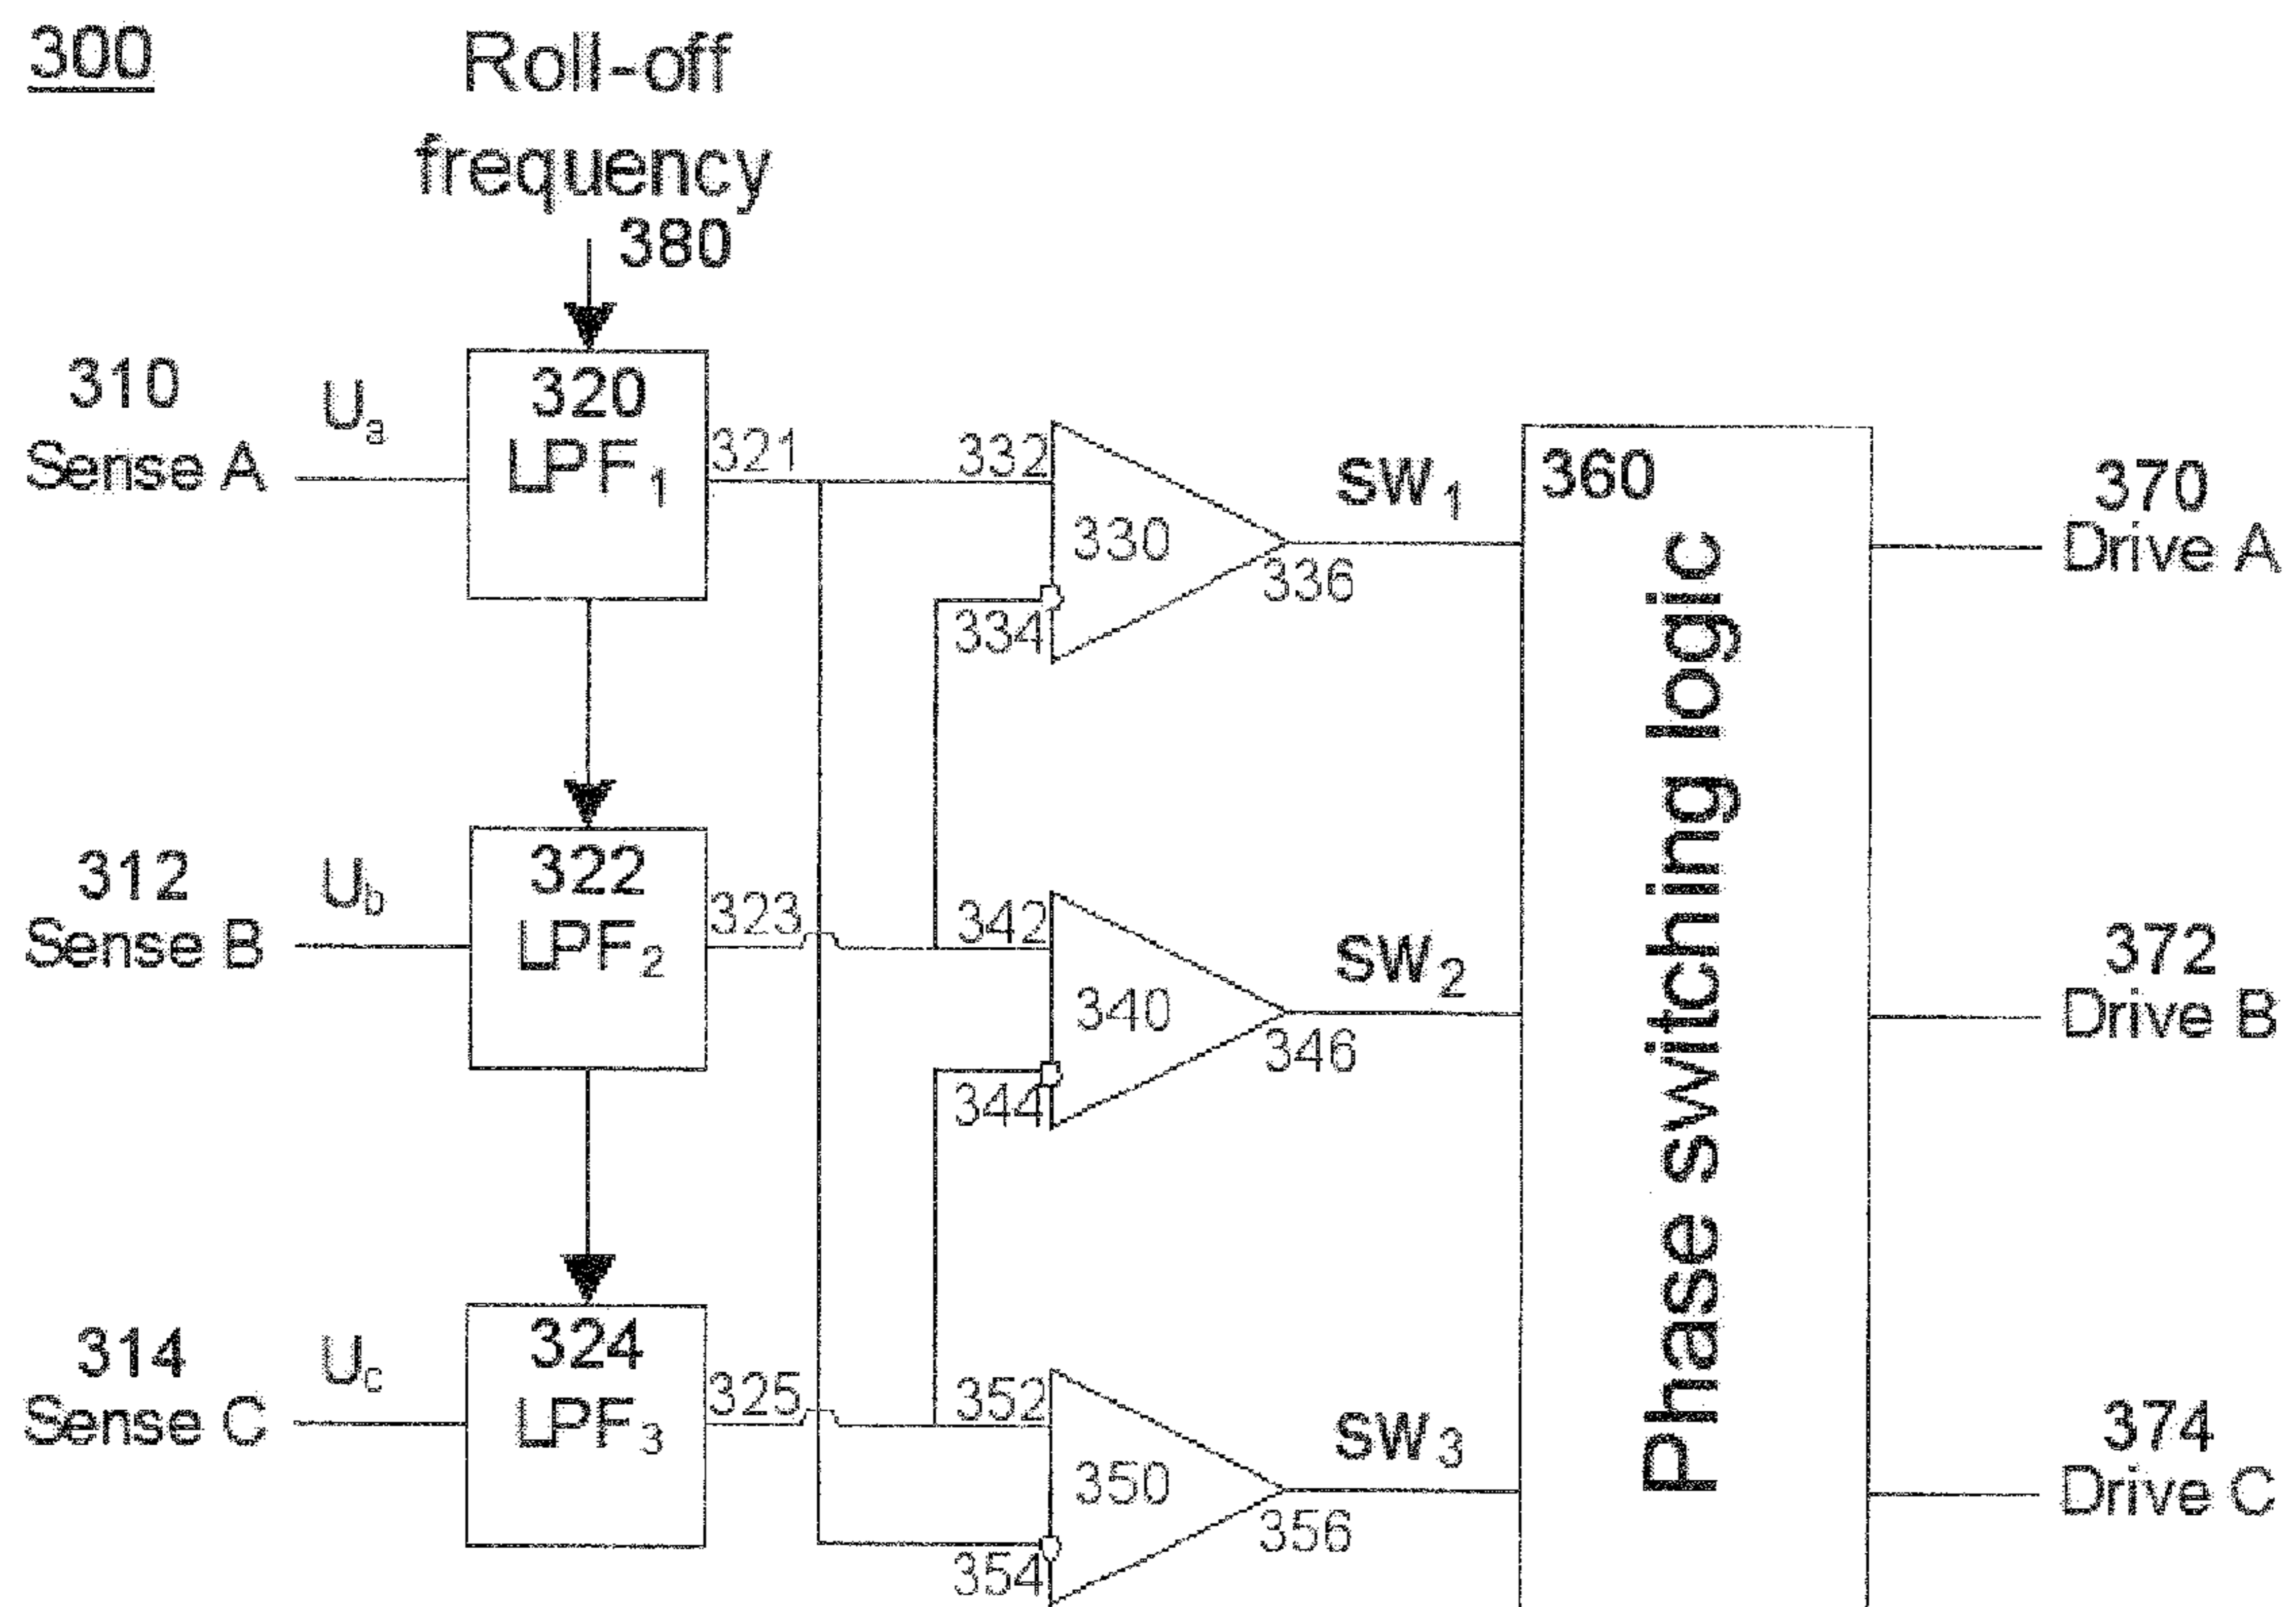 300
Roll-off
frequency
380
310
Sense A
Ua
320
LPF1
321
332
330
334
336
SW1
360
Phase switching logic
370
Drive A
312
Sense B
Ub
322
LPF2
323
342
340
344
346
SW2
372
Drive B
314
Sense C
Uc
324
LPF3
325
352
350
354
356
SW3
374
Drive C